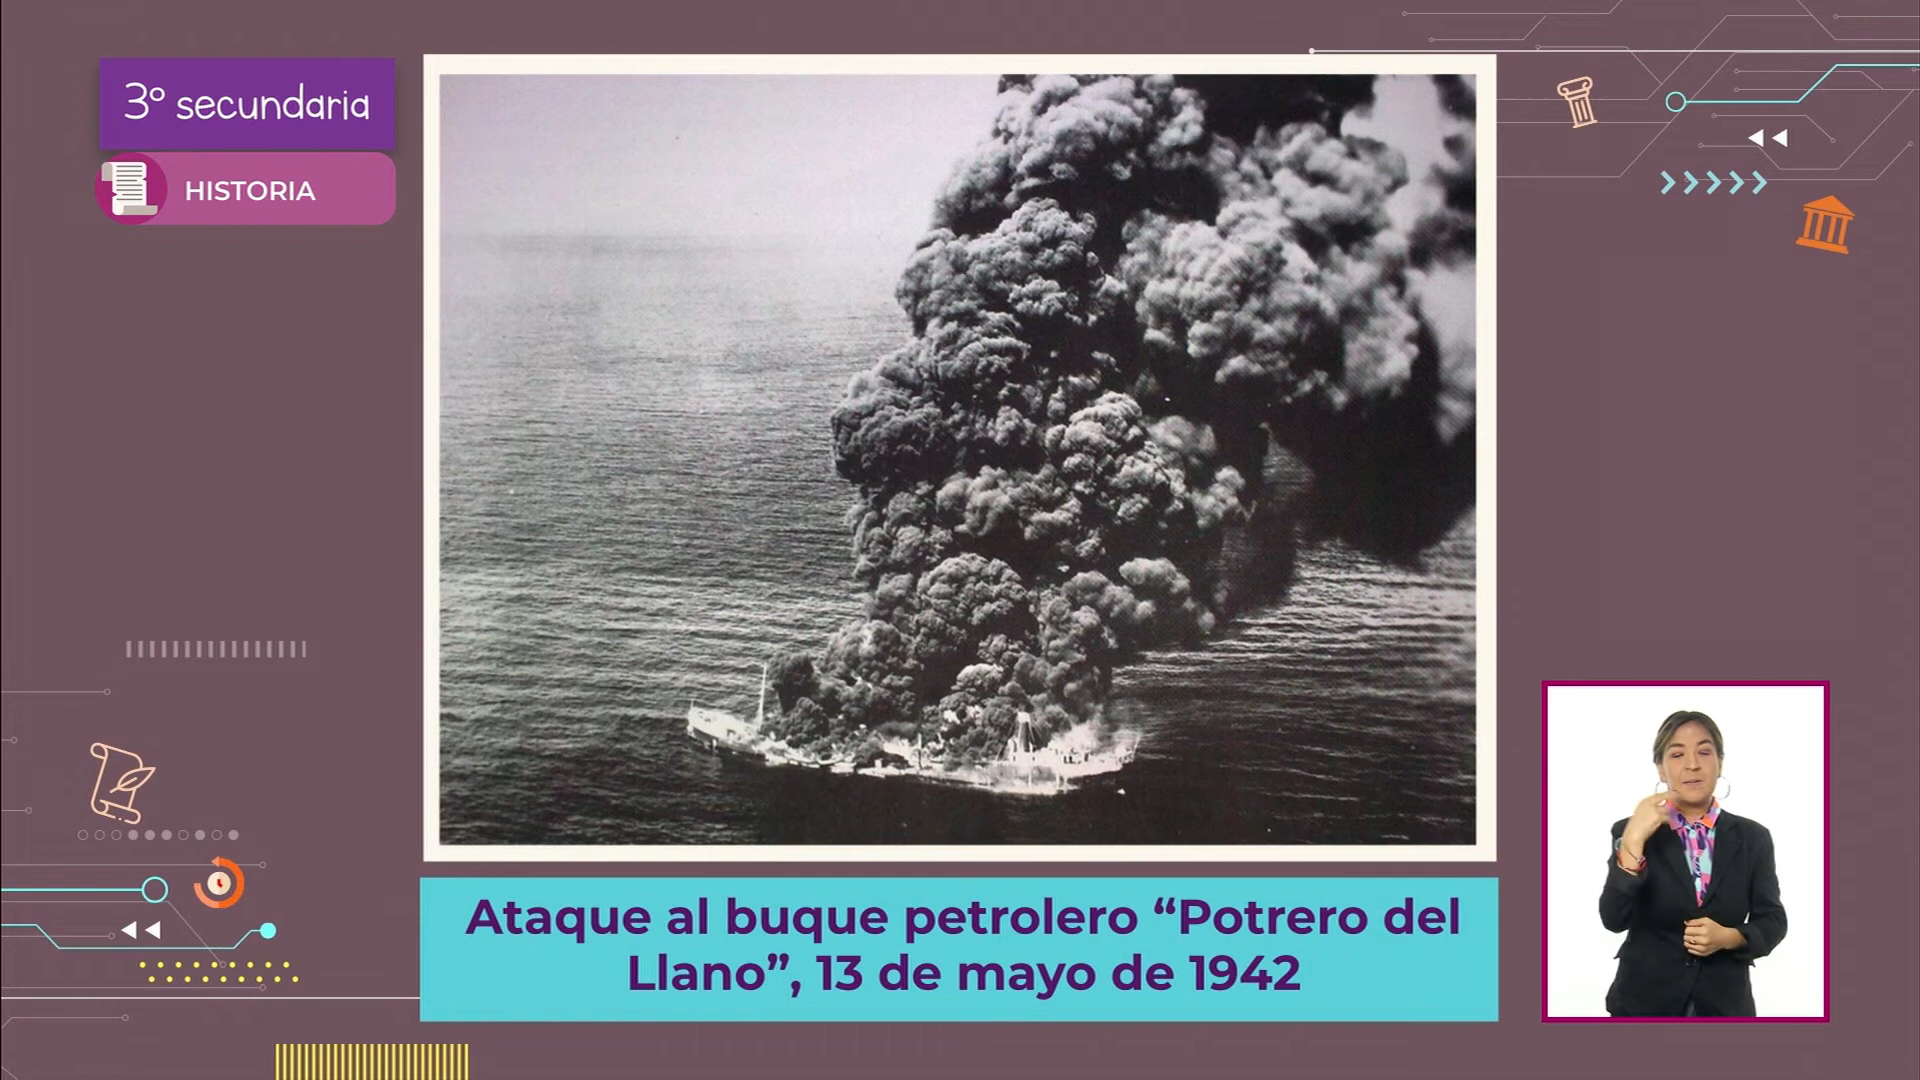 3° secundaria
HISTORIA
Ataque al buque petrolero “Potrero del
Llano”, 13 de mayo de 1942